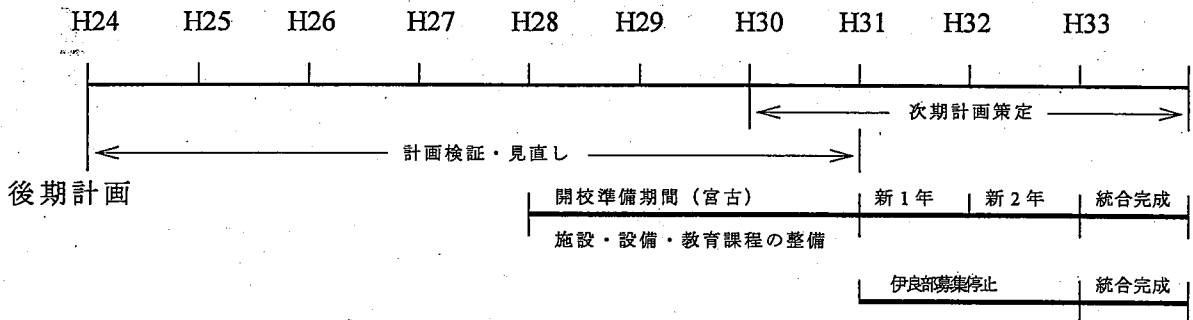 H24 H25 H26 H27 H28 H29 H30 H31 H32 H33
次期計画策定
計画検証・見直し
後期計画
開校準備期間（宮古） 新1年 新2年 統合完成
施設・設備・教育課程の整備
伊良部募集停止 統合完成